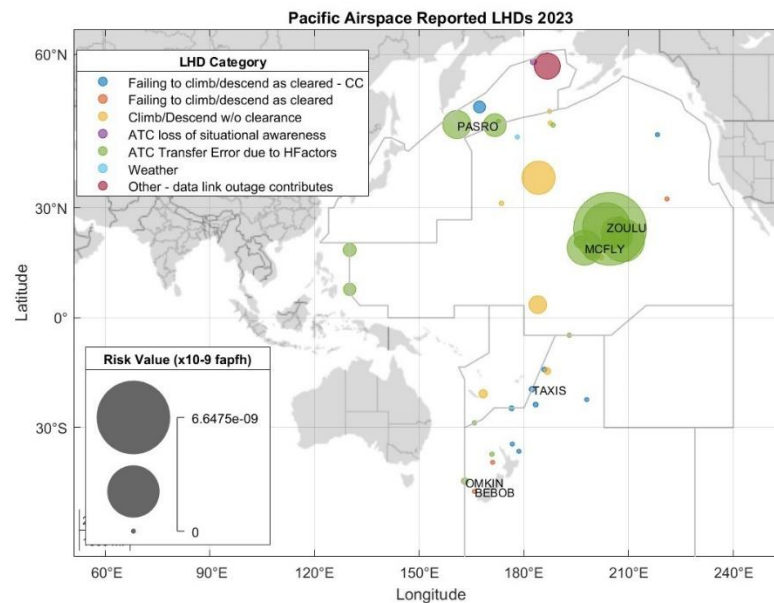 Pacific Airspace Reported LHDs 2023
60°N
30°N
0°
30°S
Latitude
LHD Category
Failing to climb/descend as cleared - CC
Failing to climb/descend as cleared
Climb/Descend w/o clearance
ATC loss of situational awareness
ATC Transfer Error due to HFactors
Weather
Other - data link outage contributes
PASRO
ZOULU
MCFLY
TAXIS
OMKIN
BEBOB
Risk Value (x10-9 fapfh)
6.6475e-09
0
60°E
90°E
120°E
150°E
180°E
210°E
240°E
Longitude